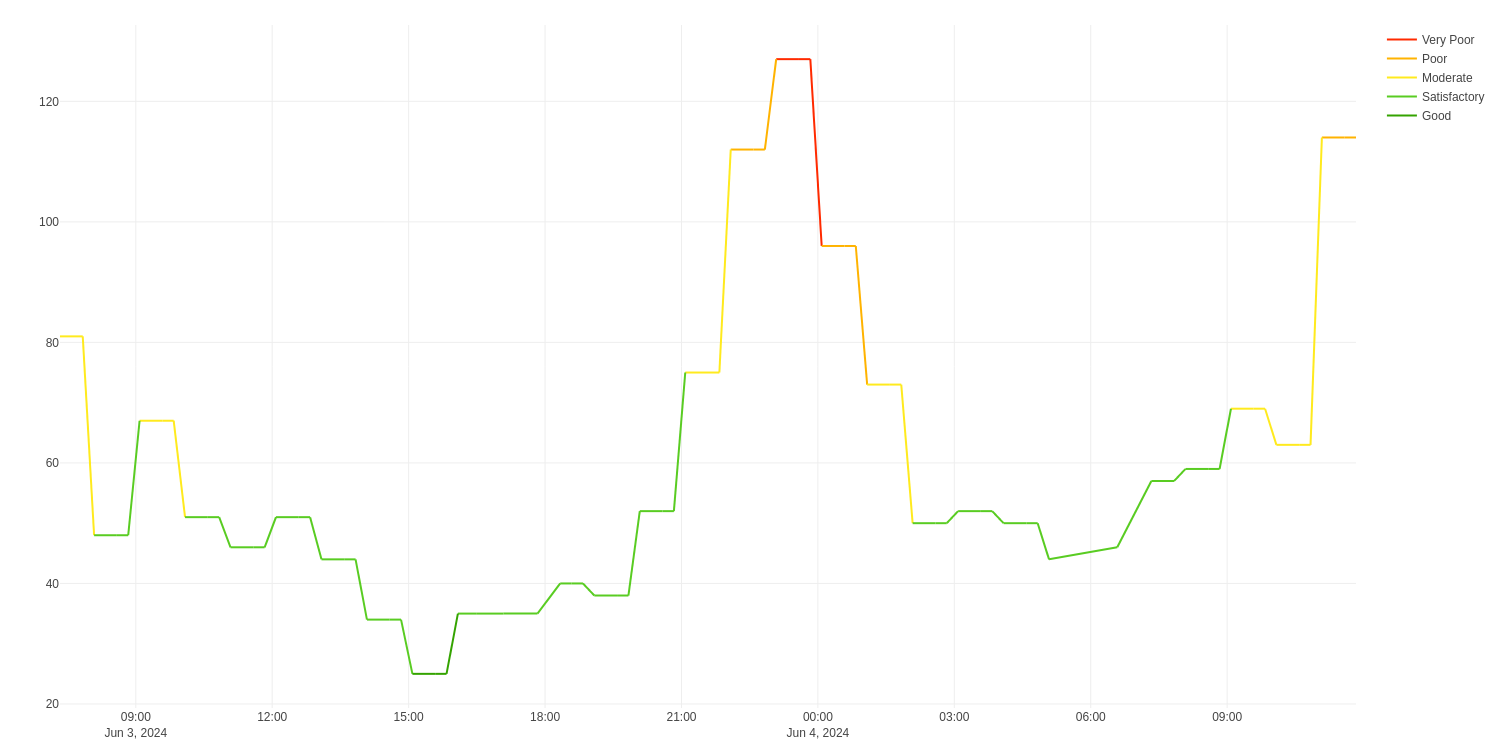 120
100
80
60
40
20
09:00
12:00
15:00
18:00
21:00
00:00
03:00
06:00
09:00
Jun 3, 2024
Jun 4, 2024
Very Poor
Poor
Moderate
Satisfactory
Good